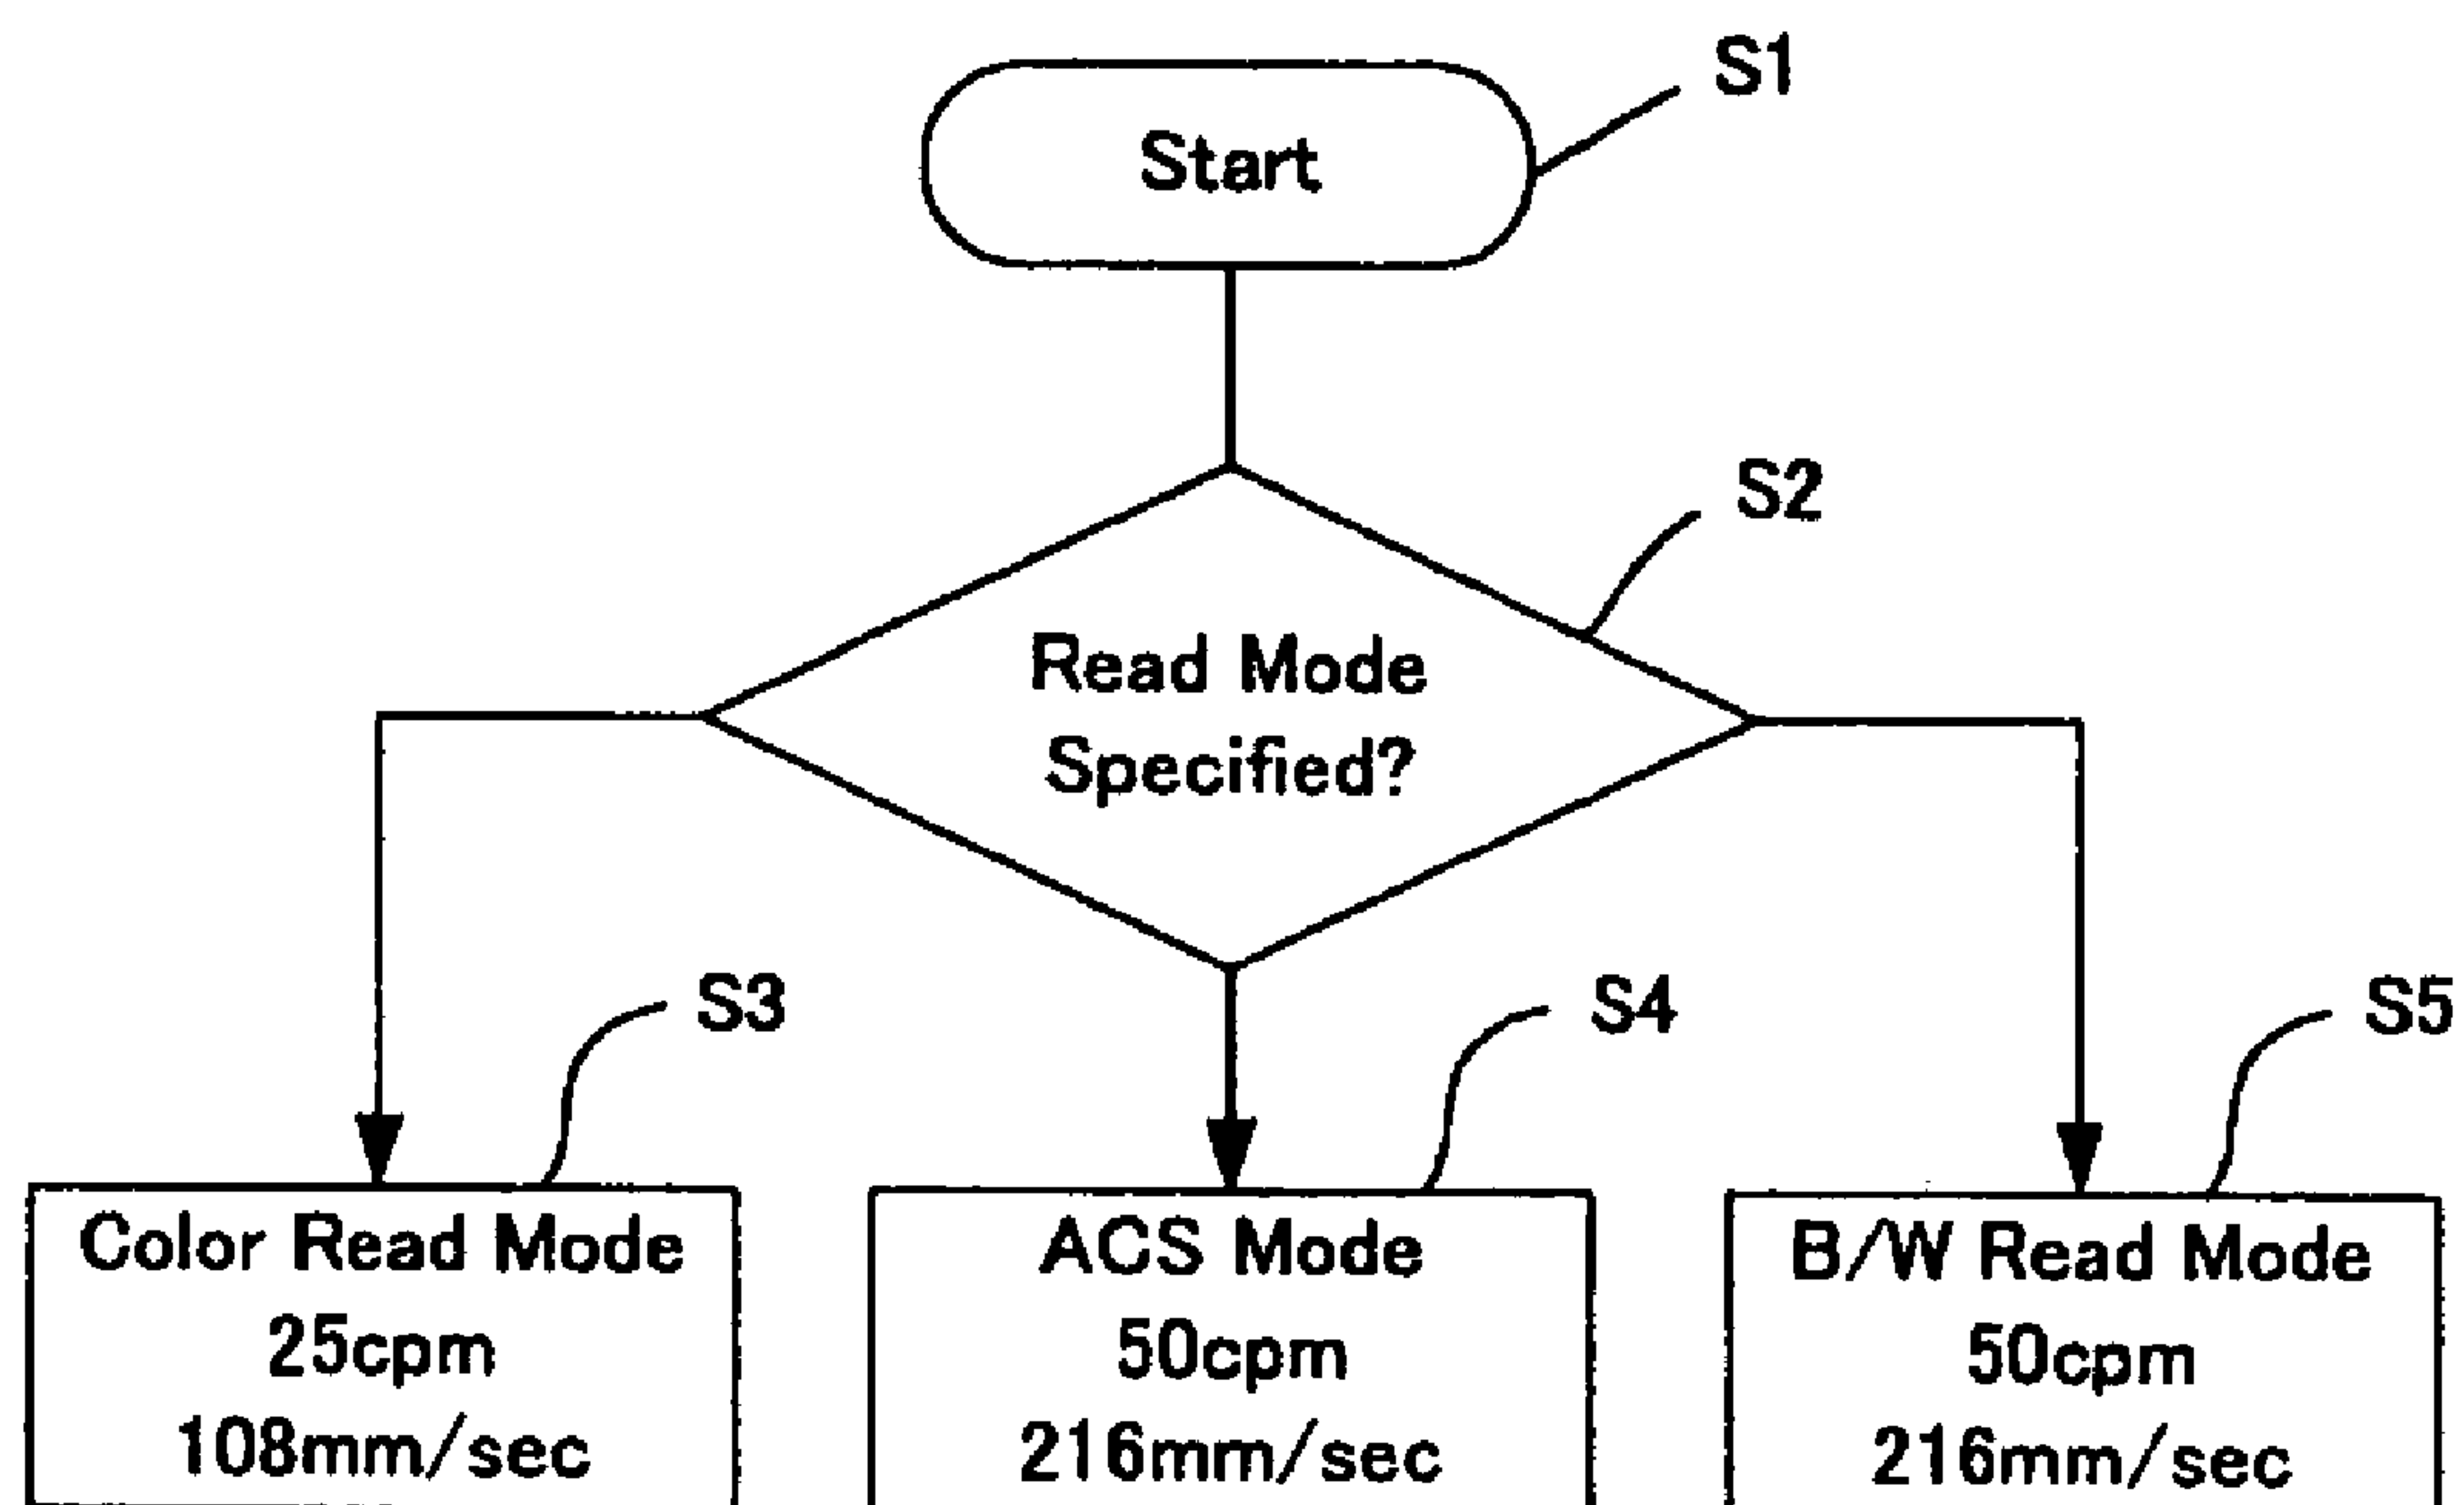 S1
Start
S2
Read Mode
Specified?
S3
S4
S5
Color Read Mode
25cpm
108mm/sec
ACS Mode
50cpm
216mm/sec
B/W Read Mode
50cpm
216mm/sec